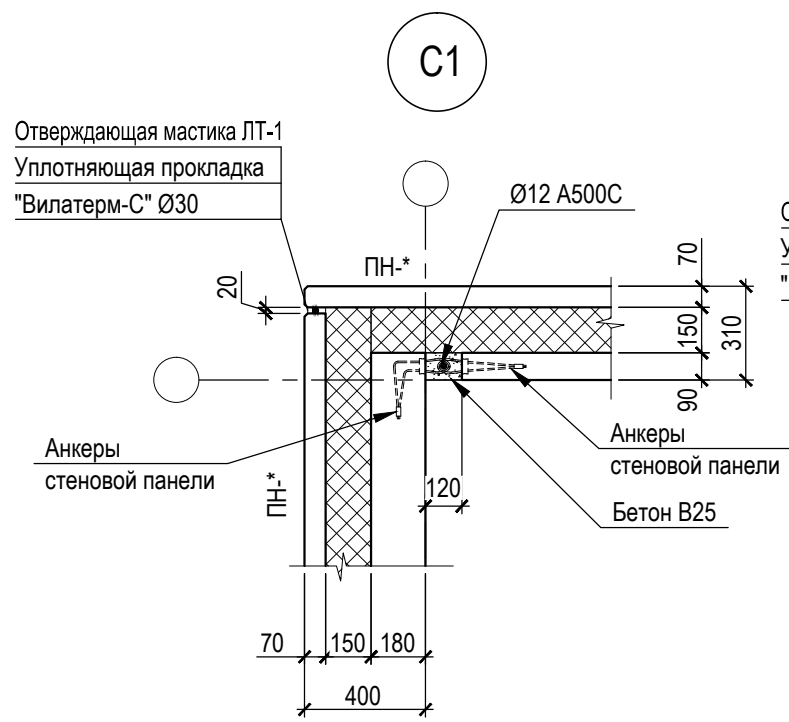 С1
Отверждающая мастика ЛТ-1
Уплотняющая прокладка
"Вилатерм-С" Ø30
Ø12 А500С
ПН-*
20
70
150
310
90
Анкеры
стеновой панели
ПН-*
120
Анкеры
стеновой панели
Бетон В25
70
150
180
400
О
У
"